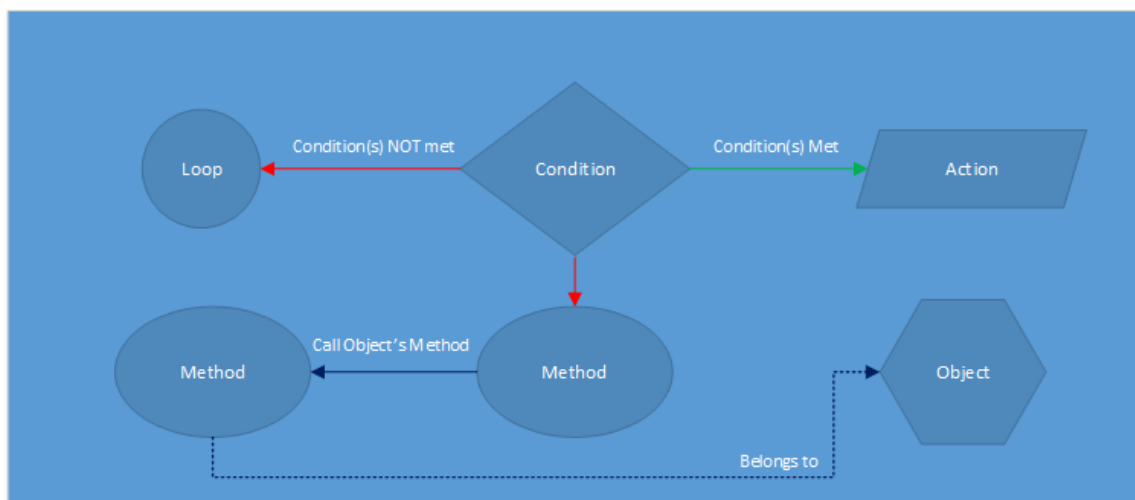 Condition(s) NOT met
Condition(s) Met
Loop
Condition
Action
Call Object's Method
Method
Method
Object
Belongs to